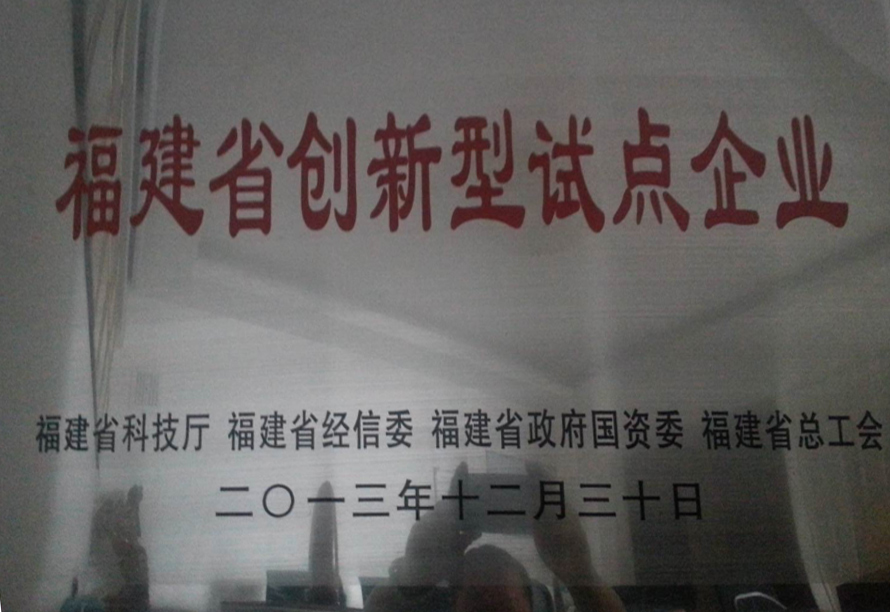 福建省创新型试点企业
福建省科技厅 福建省经信委 福建省政府国资委 福建省总工会
二〇一三年十二月三十日